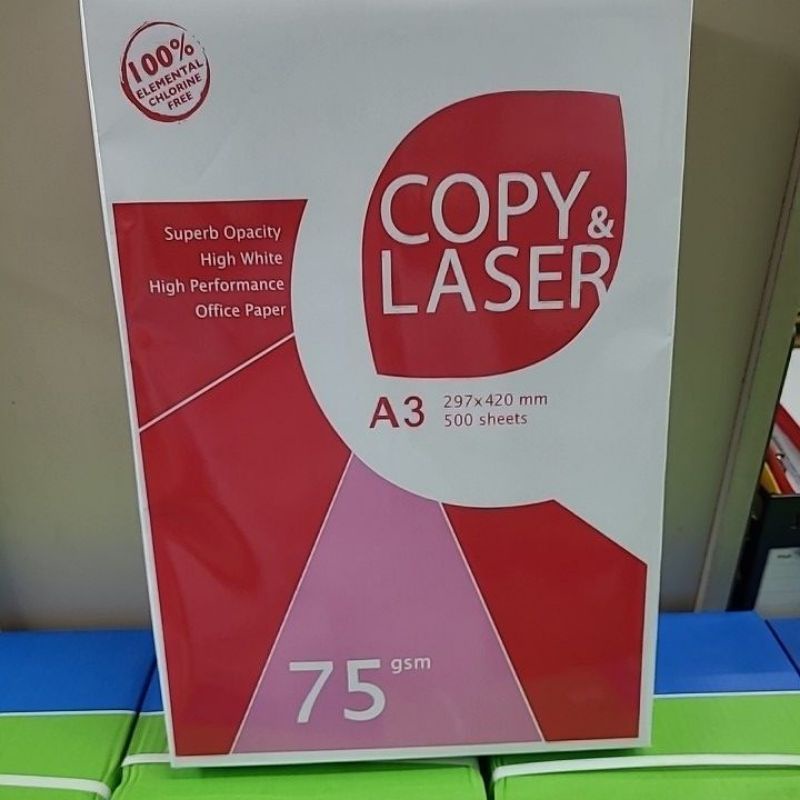 100%
ELEMENTAL
CHLORINE
FREE
Superb Opacity
High White
High Performance
Office Paper
COPY &
LASER
A3
297x420 mm
500 sheets
75 gsm